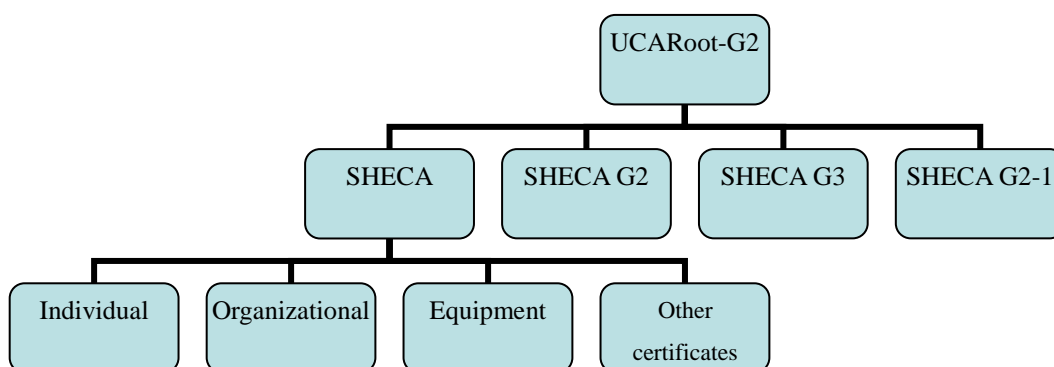 UCARoot-G2
SHECA
SHECA G2
SHECA G3
SHECA G2-1
Individual
Organizational
Equipment
Other
certificates